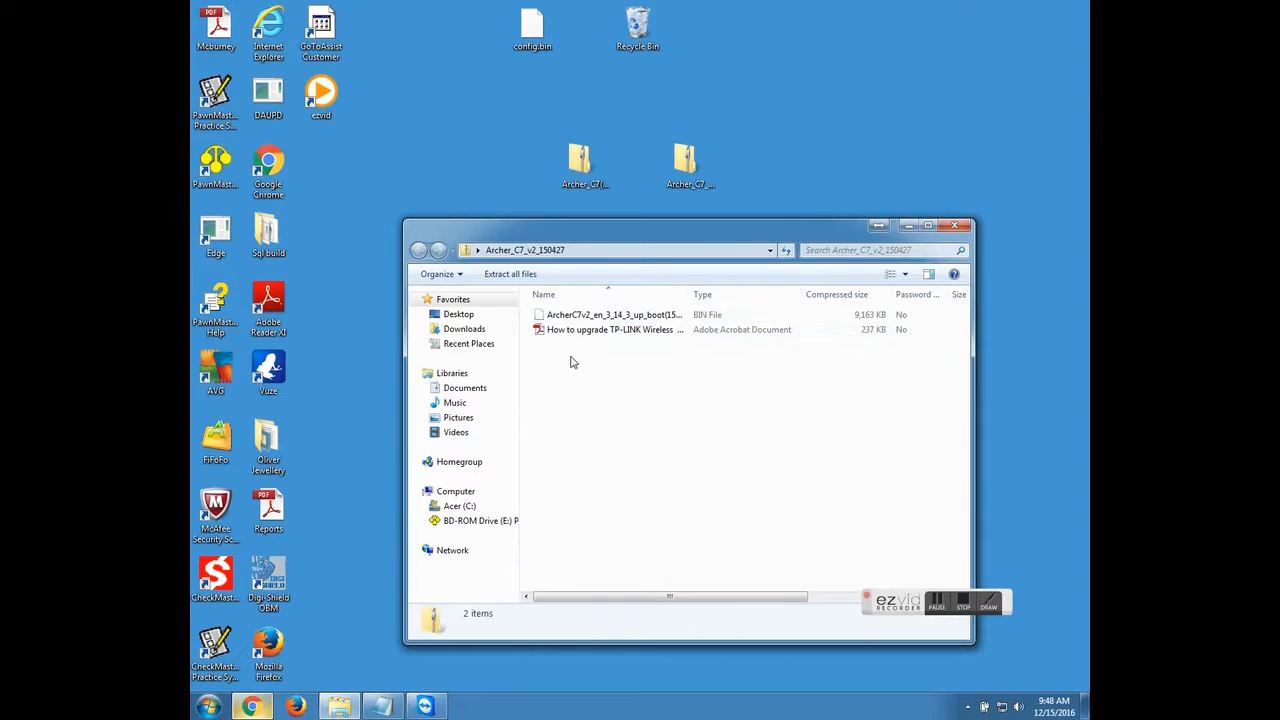 Mcburney
Internet
Explorer
GoToAssist
Customer
config.bin
Recycle Bin
PawnMast...
Practice S...
DAUPD
ezvid
Archer_C7(...
Archer_C7_...
PawnMast...
Google
Chrome
Edge
Sql build
PawnMast...
Help
Adobe
Reader XI
AVG
Vuze
FiFoFo
Oliver
Jewellery
McAfee
Security Sc...
Reports
CheckMast...
Digi-Shield
OBM
CheckMast...
Practice Sy...
Mozilla
Firefox
Archer_C7_v2_150427
Search Archer_C7_v2_150427
Organize
Extract all files
Name
Type
Compressed size
Password ...
Size
Favorites
Desktop
Downloads
Recent Places
Libraries
Documents
Music
Pictures
Videos
Homegroup
Computer
Acer (C:)
BD-ROM Drive (E:) P
Network
ArcherC7v2_en_3_14_3_up_boot(15... BIN File 9,163 KB No
How to upgrade TP-LINK Wireless ... Adobe Acrobat Document 237 KB No
2 items
ezvid
RECORDER
PAUSE
STOP
DRAW
9:48 AM
12/15/2016